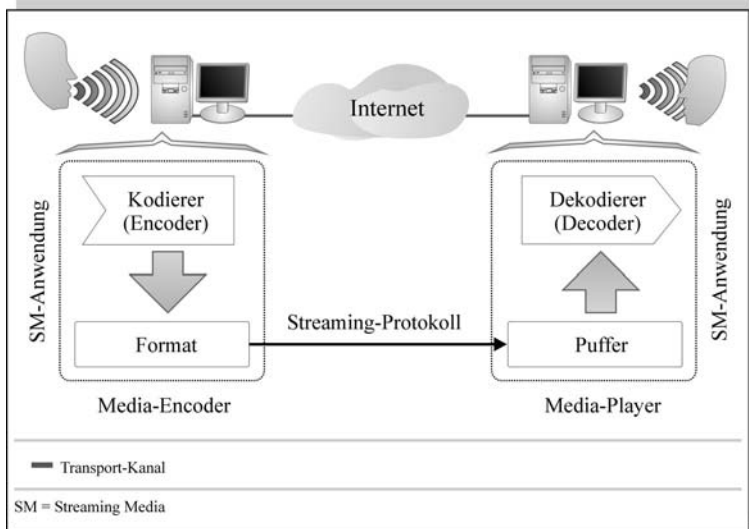 Internet
SM-Anwendung
Kodierer
(Encoder)
Format
Media-Encoder
Streaming-Protokoll
Dekodierer
(Decoder)
Puffer
Media-Player
SM-Anwendung
Transport-Kanal
SM = Streaming Media